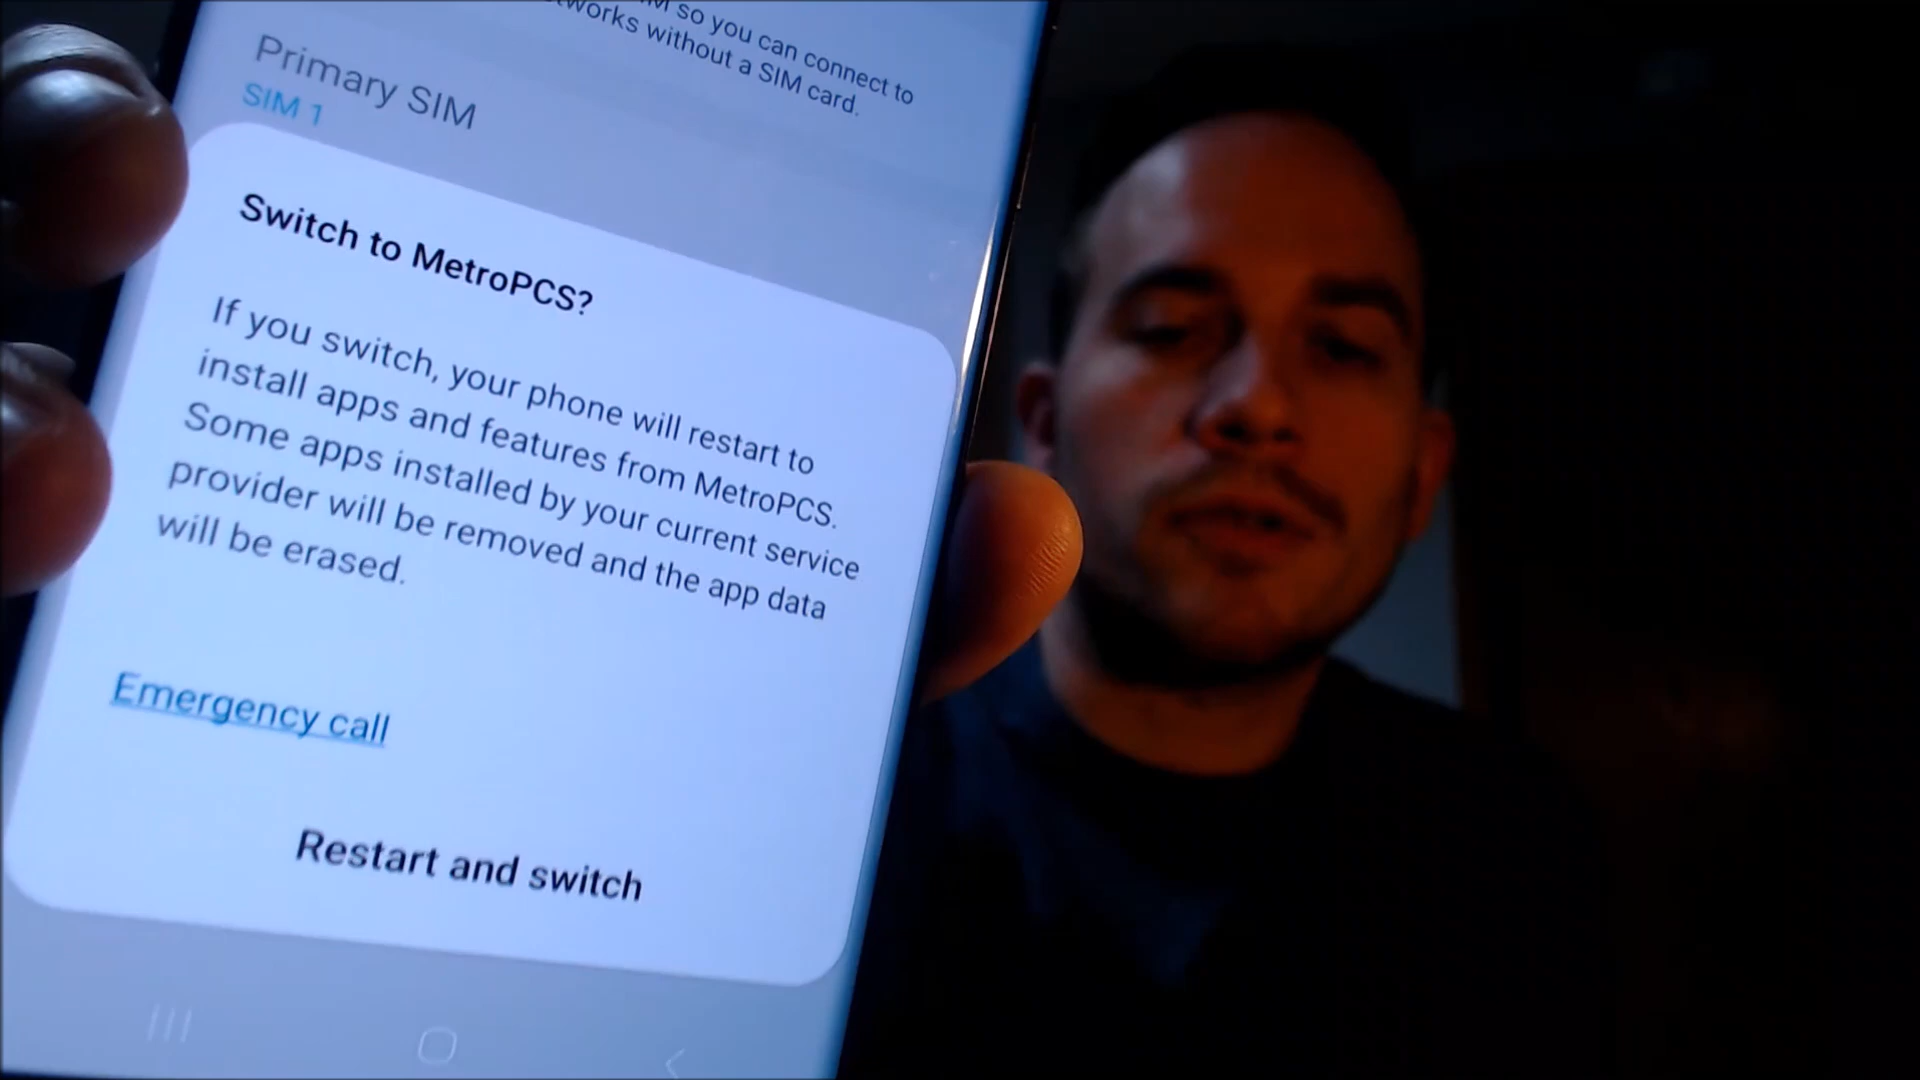 so you can connect to
works without a SIM card.
Primary SIM
SIM 1
Switch to MetroPCS?
If you switch, your phone will restart to
install apps and features from MetroPCS.
Some apps installed by your current service
provider will be removed and the app data
will be erased.
Emergency call
Restart and switch